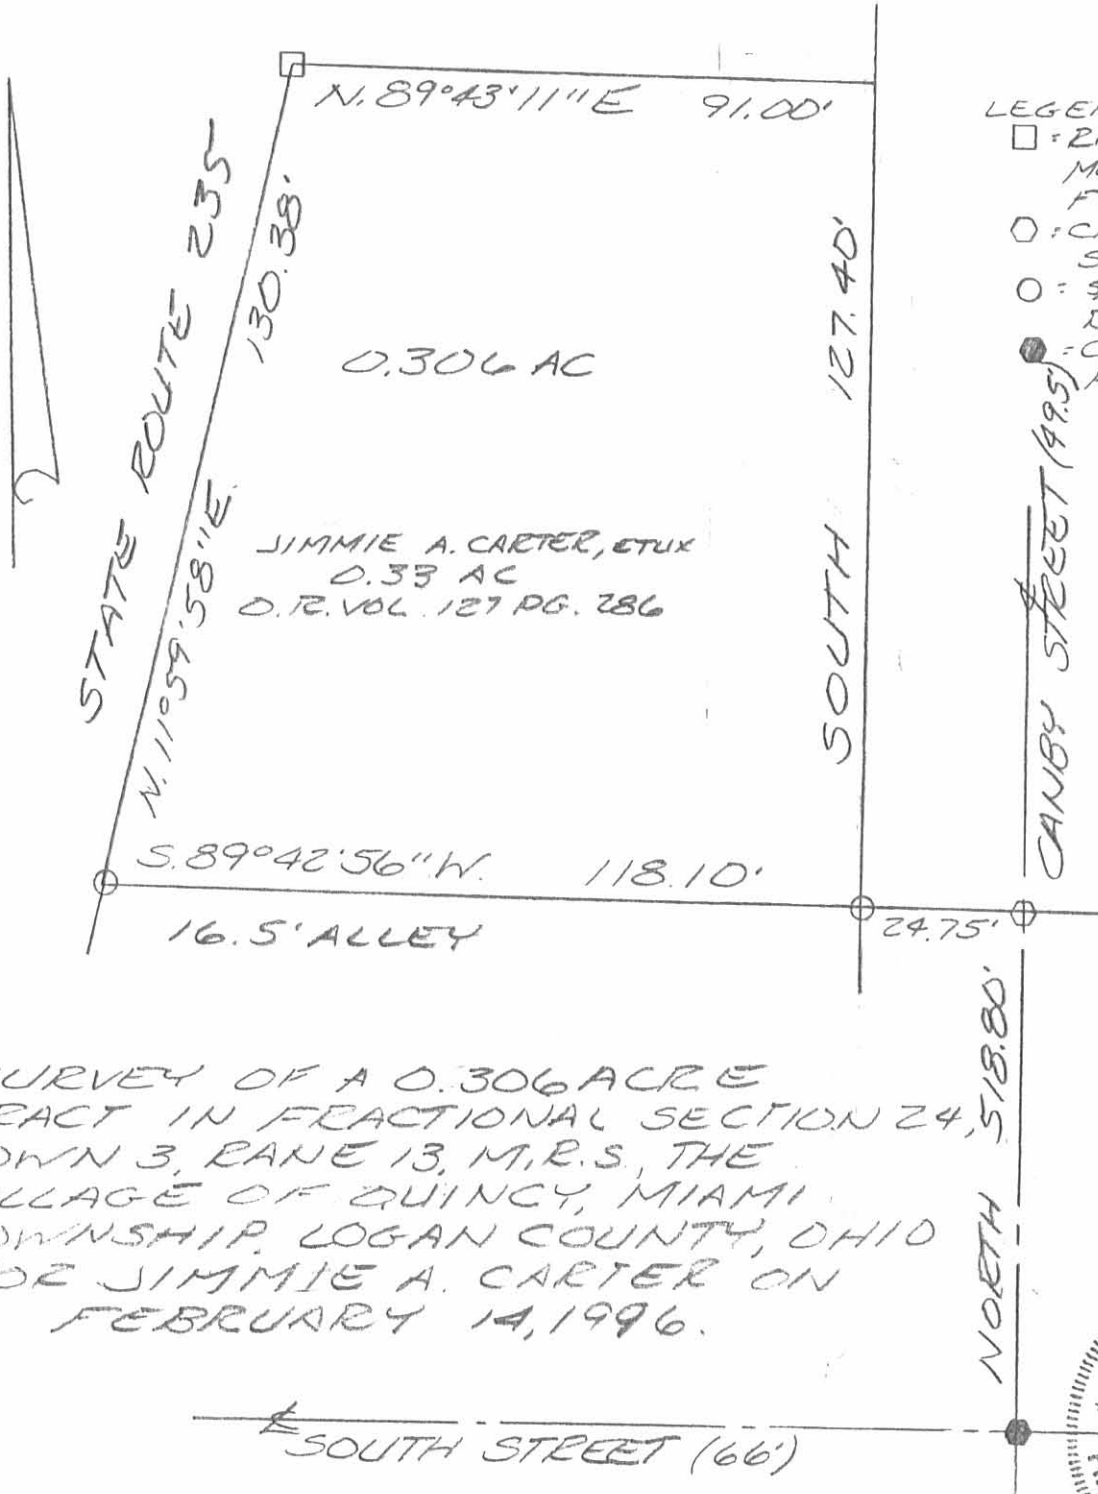 N. 89°43'11"E 91.00'
STATE ROUTE 235
130.38'
N. 11°59'58"E.
0.306 AC
JIMMIE A. CARTER, ETUX
0.33 AC
O.R. VOL. 127 PG. 286
SOUTH 127.40'
S. 89°42'56"W. 118.10'
16.5' ALLEY
24.75'
CANBY STREET (49.5')
NORTH 518.80'
LEGEN
URVEY OF A 0.306 ACRE
RACT IN FRACTIONAL SECTION 24,
OWN 3, RANE 13, M.R.S., THE
LLAGE OF QUINCY, MIAMI
OWNSHIP, LOGAN COUNTY, OHIO
OR JIMMIE A. CARTER ON
FEBRUARY 14, 1996.
SOUTH STREET (66')